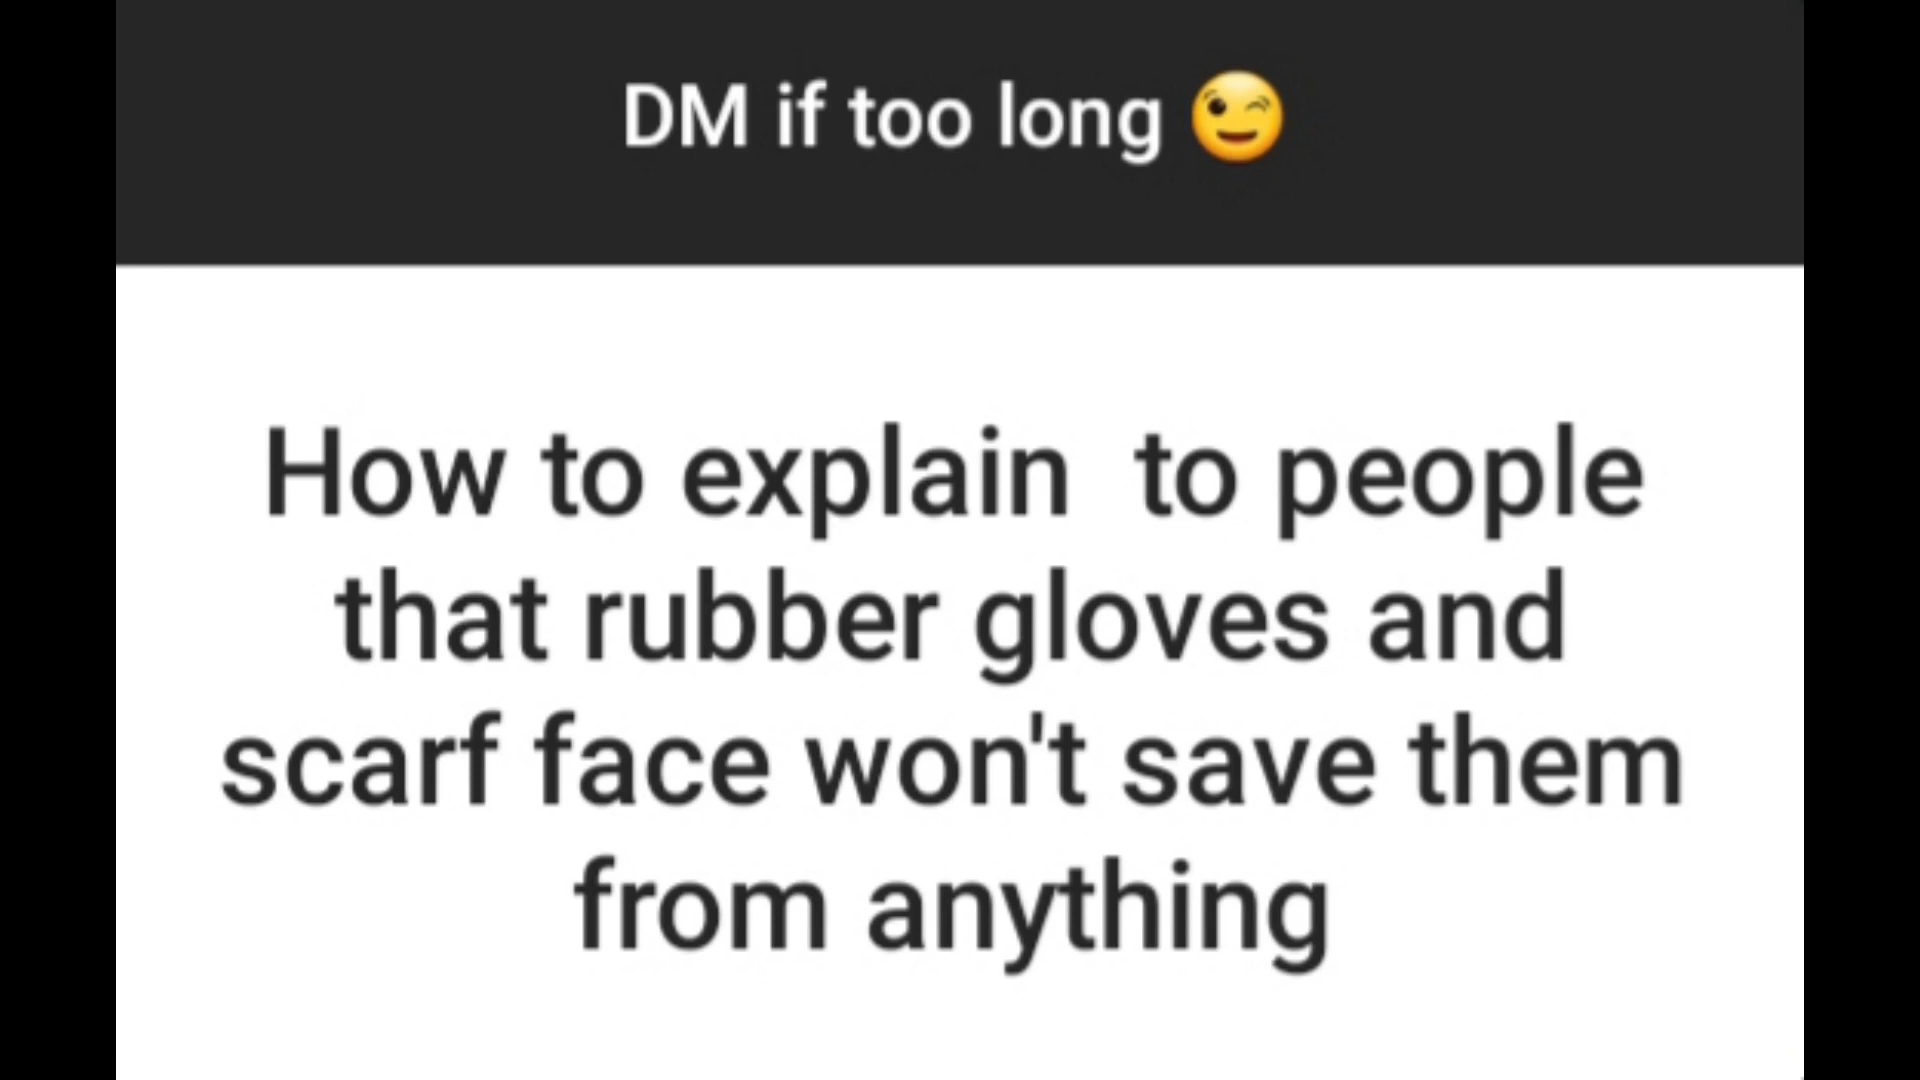 DM if too long 😉
How to explain  to people
that rubber gloves and
scarf face won't save them
from anything